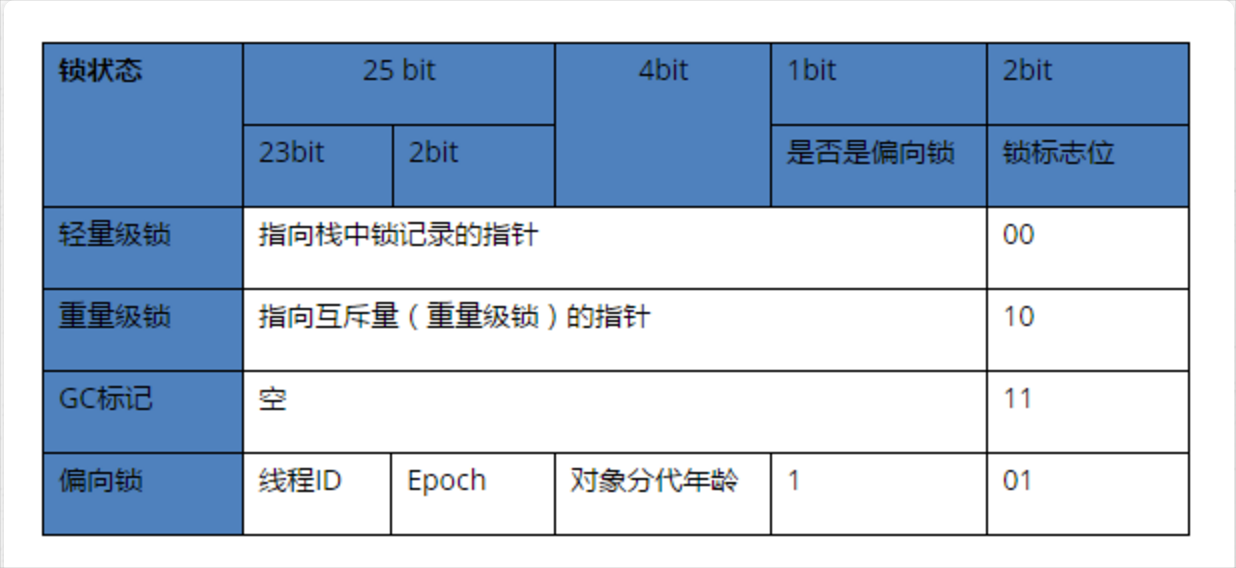 锁状态 25 bit 4bit 1bit 2bit
23bit 2bit 是否是偏向锁 锁标志位
轻量级锁 指向栈中锁记录的指针 00
重量级锁 指向互斥量（重量级锁）的指针 10
GC标记 空 11
偏向锁 线程ID Epoch 对象分代年龄 1 01